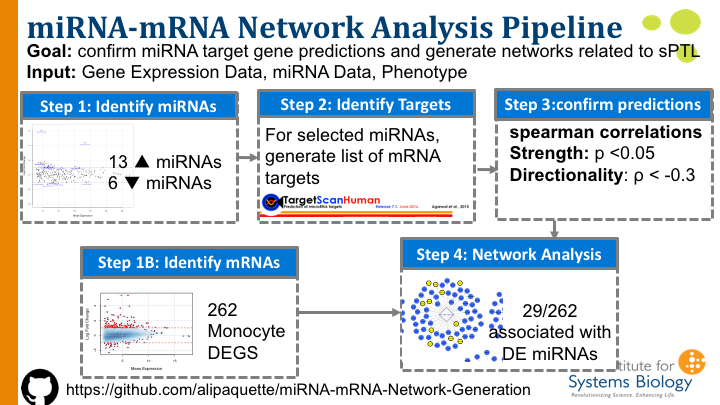 miRNA-mRNA Network Analysis Pipeline
Goal: confirm miRNA target gene predictions and generate networks related to sPTL
Input: Gene Expression Data, miRNA Data, Phenotype
Step 1: Identify miRNAs
13 ▲ miRNAs
6 ▼ miRNAs
Mean Expression
Step 2: Identify Targets
For selected miRNAs,
generate list of mRNA
targets
TargetScanHuman
Prediction of microRNA targets Release 7.1: June 2016 Agarwal et al., 2015
Step 3:confirm predictions
spearman correlations
Strength: p <0.05
Directionality: ρ < -0.3
Step 1B: Identify mRNAs
Log Fold Change
Mean Expression
262
Monocyte
DEGS
Step 4: Network Analysis
29/262
associated with
DE miRNAs
https://github.com/alipaquette/miRNA-mRNA-Network-Generation
stitute for
Systems Biology
Revolutionizing Science. Enhancing Life.